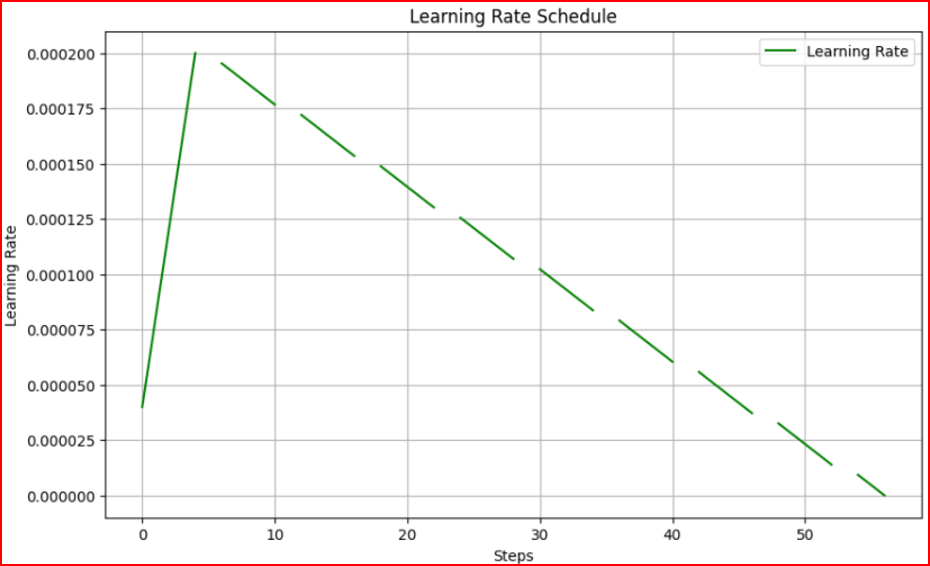 Learning Rate Schedule
Learning Rate
0.000200
0.000175
0.000150
0.000125
0.000100
0.000075
0.000050
0.000025
0.000000
Learning Rate
0 10 20 30 40 50
Steps